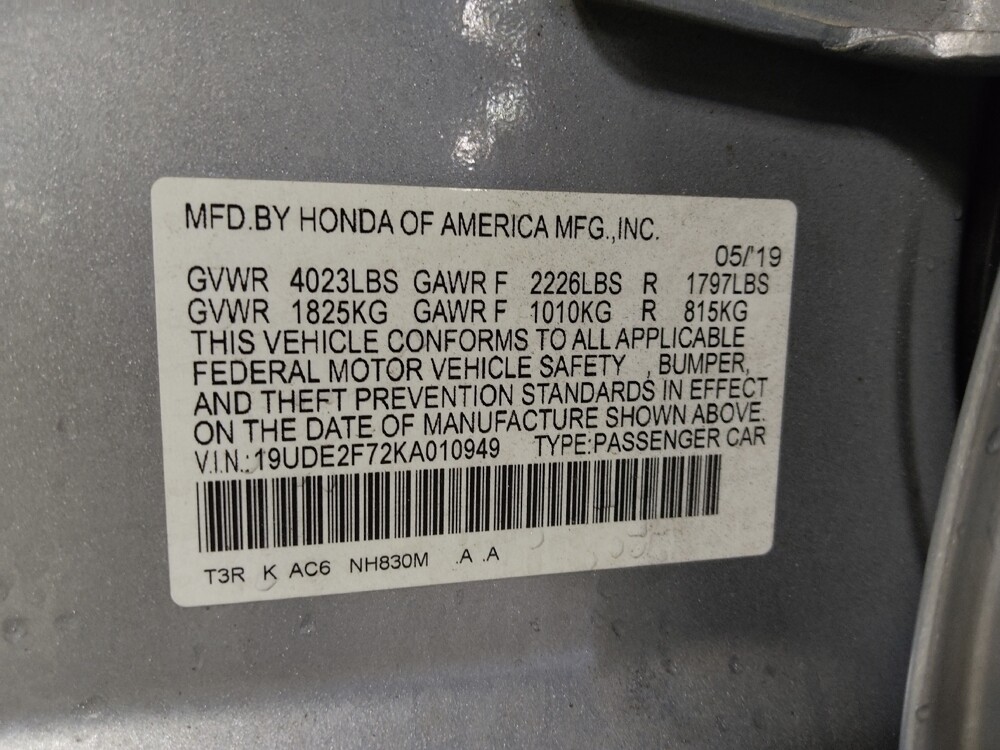 MFD.BY HONDA OF AMERICA MFG.,INC.
05/'19
GVWR 4023LBS GAWR F 2226LBS R 1797LBS
GVWR 1825KG GAWR F 1010KG R 815KG
THIS VEHICLE CONFORMS TO ALL APPLICABLE
FEDERAL MOTOR VEHICLE SAFETY , BUMPER,
AND THEFT PREVENTION STANDARDS IN EFFECT
ON THE DATE OF MANUFACTURE SHOWN ABOVE.
V.I.N.:19UDE2F72KA010949 TYPE:PASSENGER CAR
T3R K AC6 NH830M .A .A